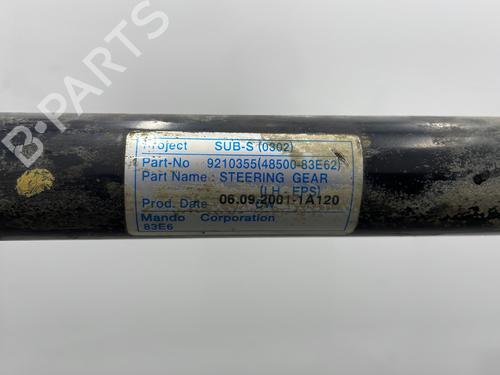 Project SUB-S (0302)
Part-No 9210355(48500-83E62)
Part Name : STEERING GEAR
(LH - EPS)
Prod. Date 06.09.2001-1A120
Mando Corporation
83E6
B-PARTS